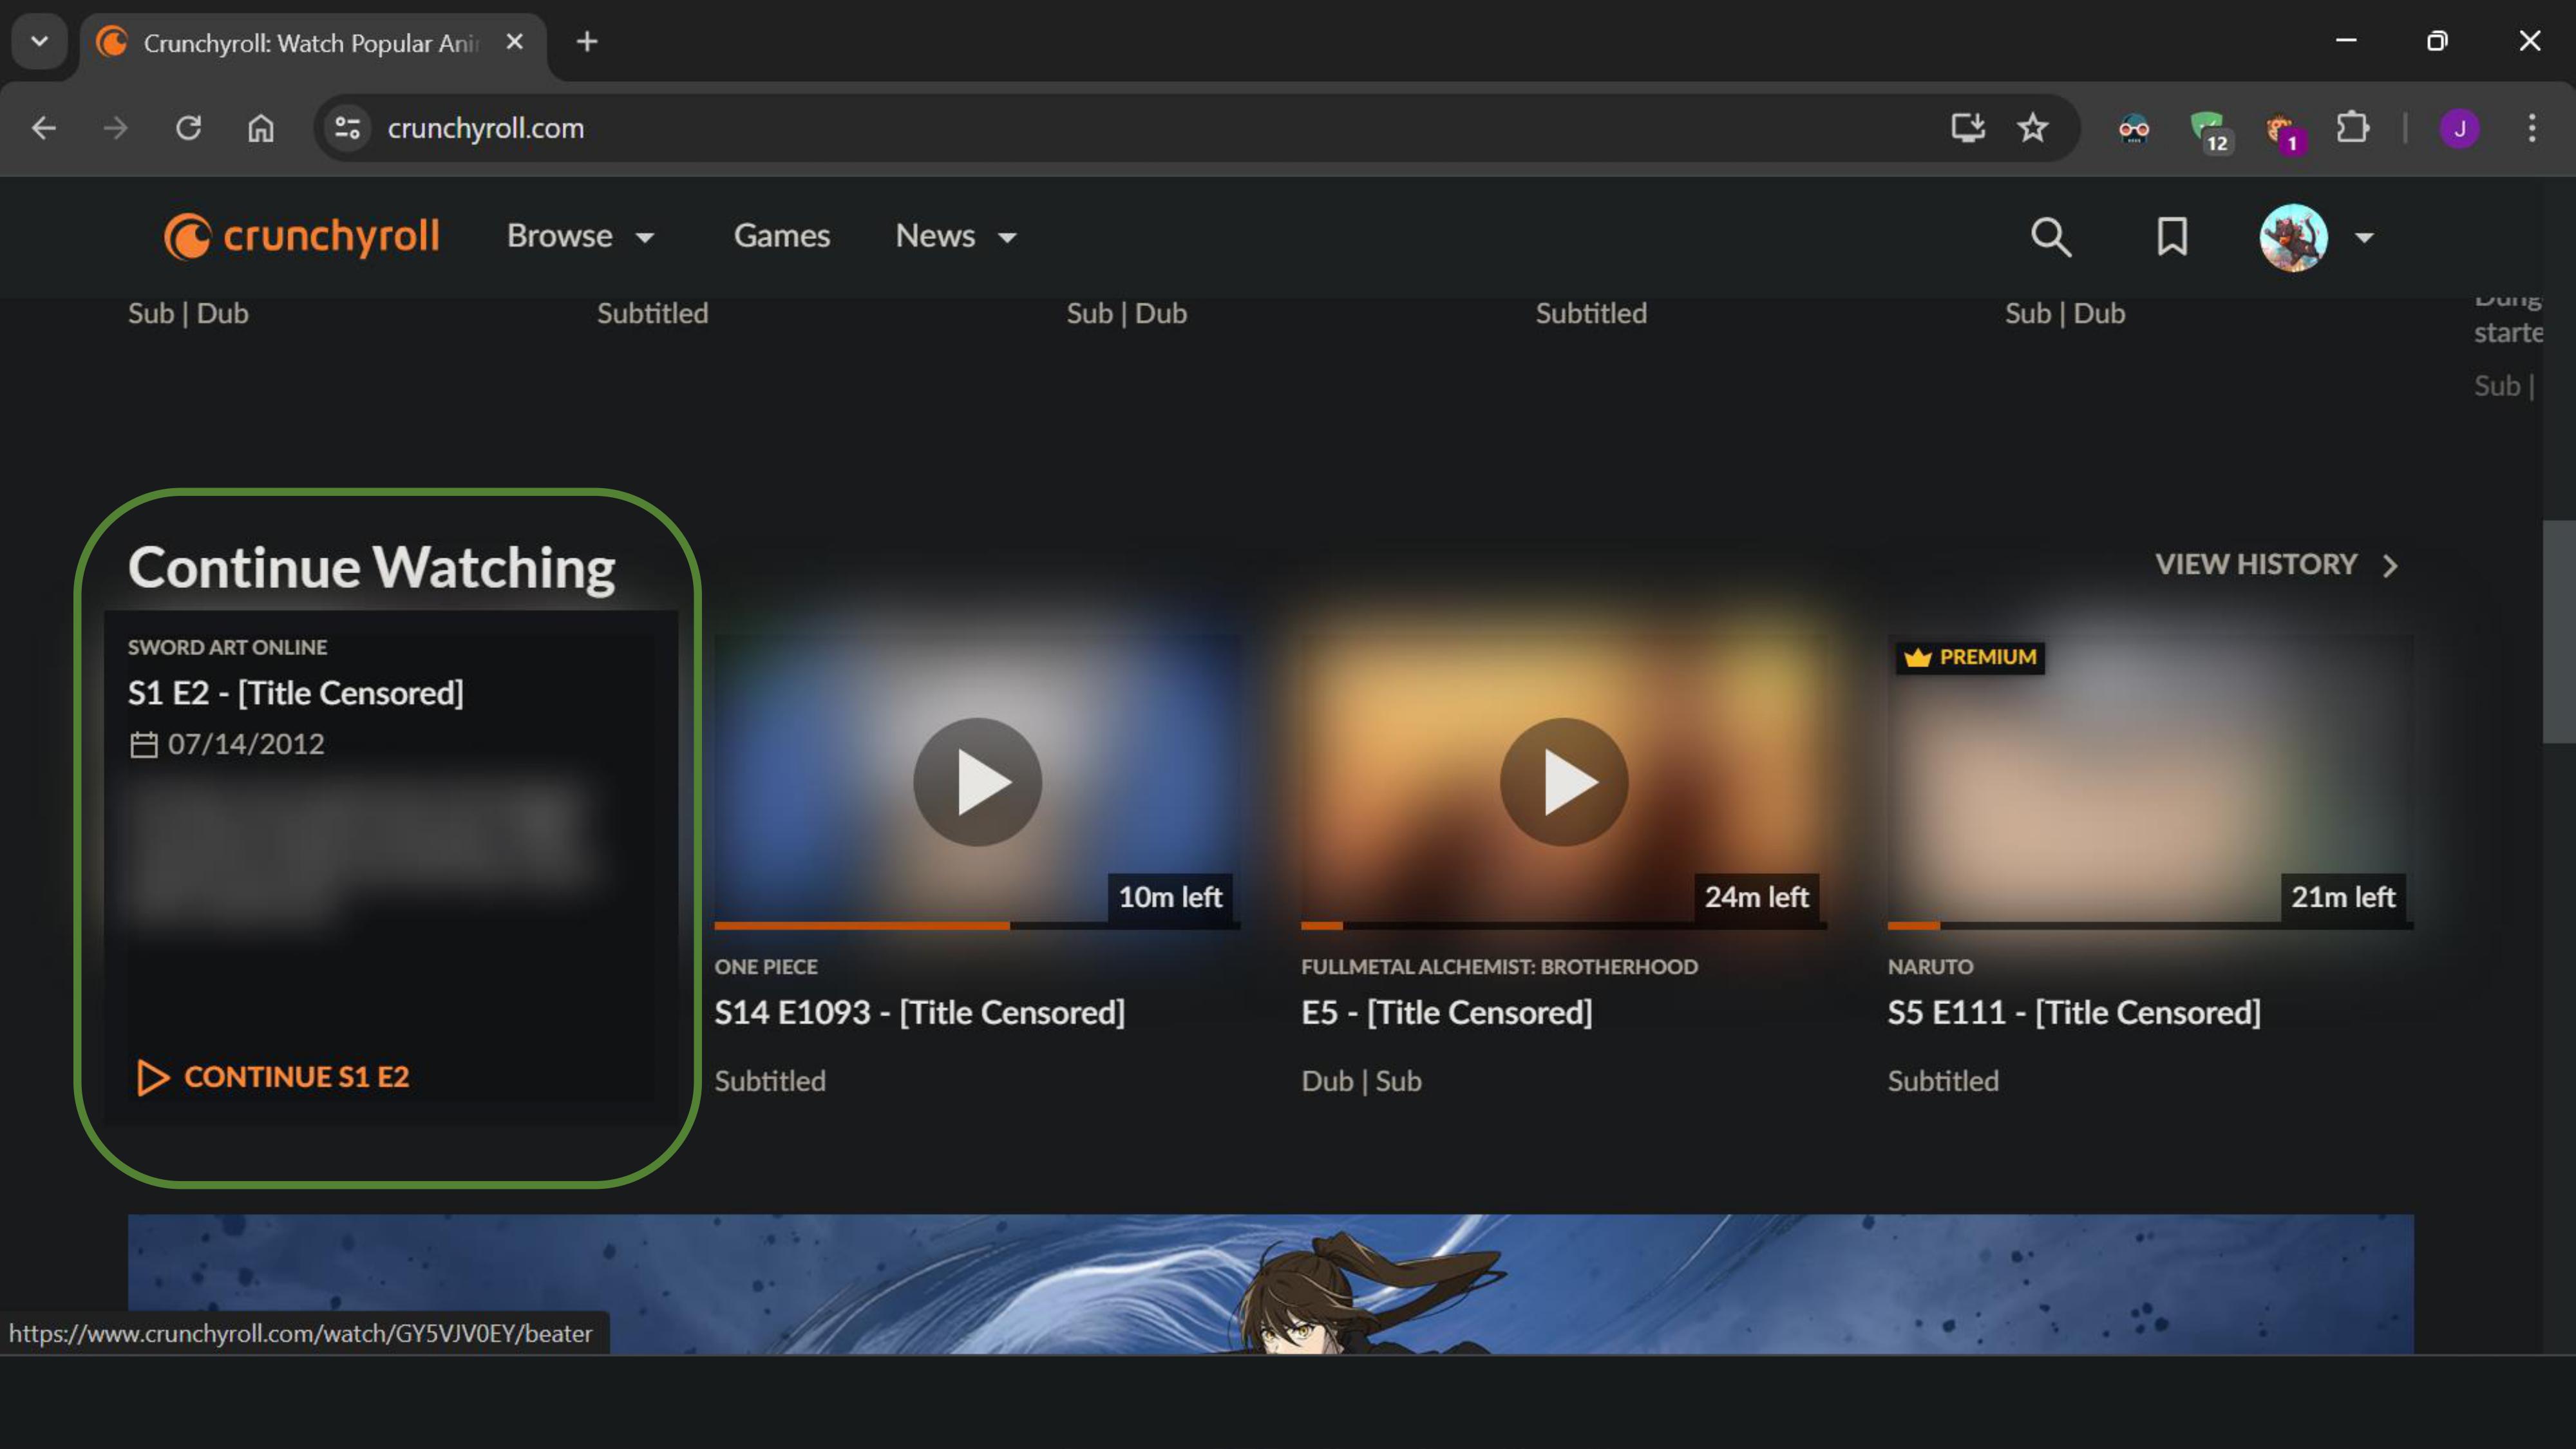 Crunchyroll: Watch Popular Ani
crunchyroll.com
12
1
J
crunchyroll
Browse
Games
News
Sub | Dub
Subtitled
Sub | Dub
Subtitled
Sub | Dub
starte
Sub |
Continue Watching
VIEW HISTORY
SWORD ART ONLINE
S1 E2 - [Title Censored]
07/14/2012
CONTINUE S1 E2
10m left
ONE PIECE
S14 E1093 - [Title Censored]
Subtitled
24m left
FULLMETAL ALCHEMIST: BROTHERHOOD
E5 - [Title Censored]
Dub | Sub
PREMIUM
21m left
NARUTO
S5 E111 - [Title Censored]
Subtitled
https://www.crunchyroll.com/watch/GY5VJV0EY/beater